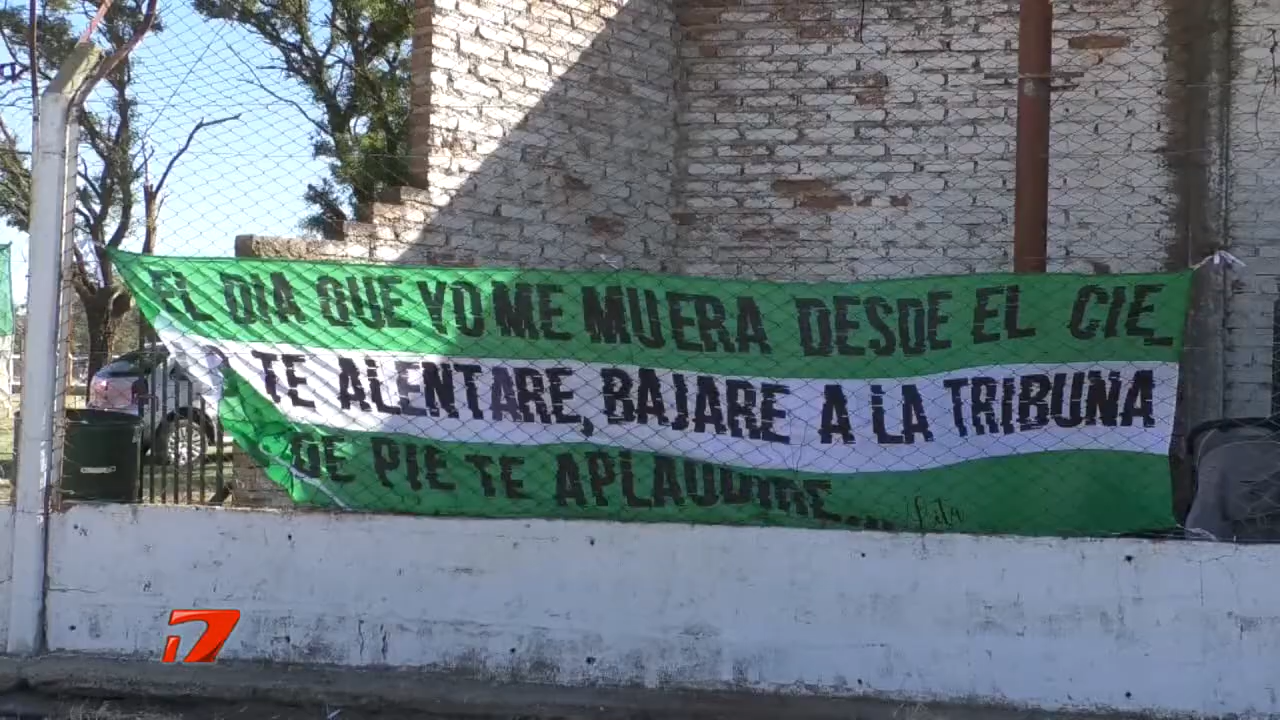 EL DIA QUE YO ME MUERA DESDE EL CIE
TE ALENTARE, BAJARE A LA TRIBUNA
DE PIE TE APLAUDIRE...